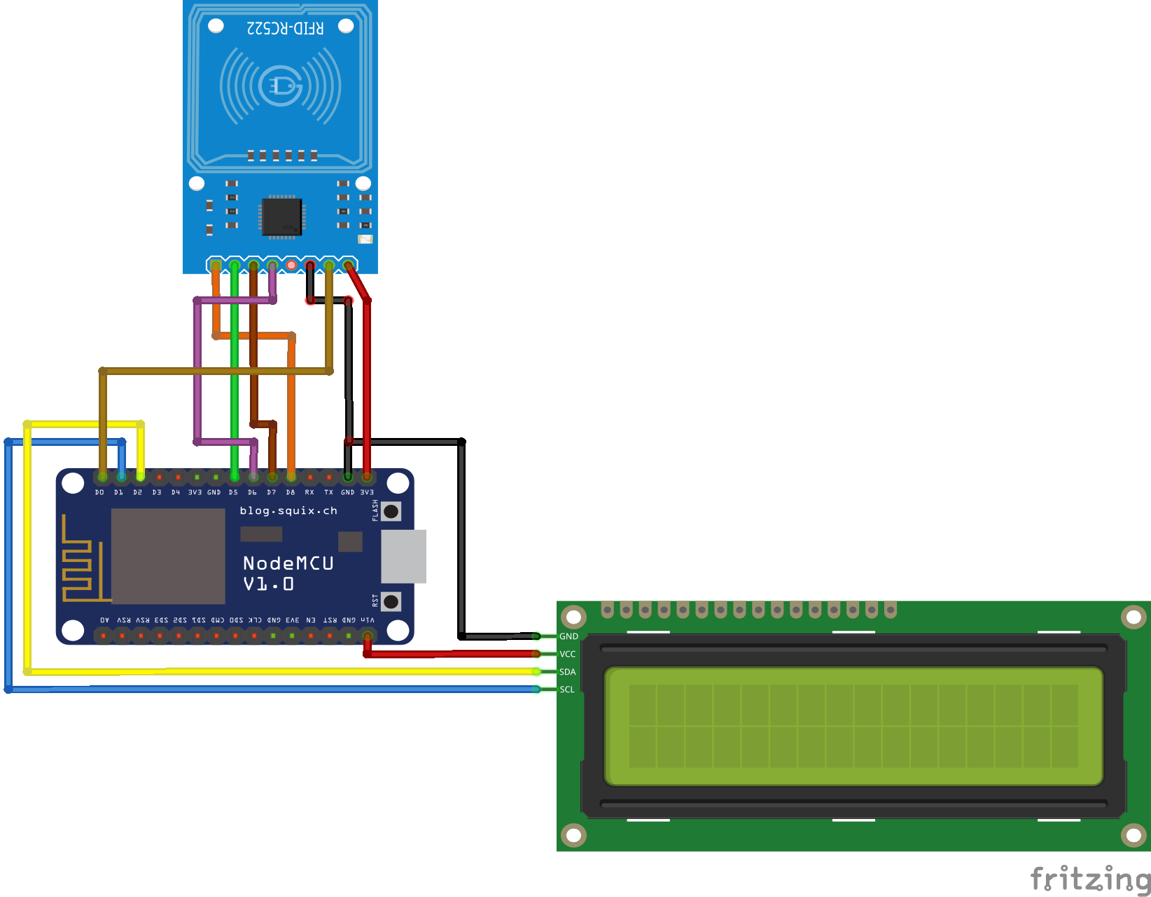 RFID-RC522
D0 D1 D2 D3 D4 3V3 GND D5 D6 D7 D8 RX TX GND 3V3
blog.squix.ch
FLASH
NodeMCU
V1.0
RST
A0 RSV RSV SD3 SD2 SD1 CMD SD0 CLK GND 3V3 EN RST GND Vin
GND
VCC
SDA
SCL
fritzing